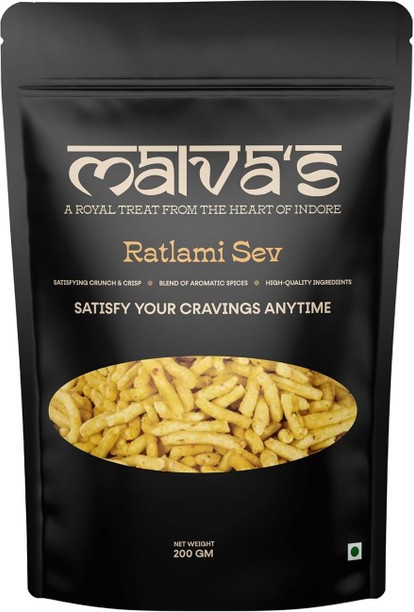 malva's
A ROYAL TREAT FROM THE HEART OF INDORE
Ratlami Sev
SATISFYING CRUNCH & CRISP BLEND OF AROMATIC SPICES HIGH-QUALITY INGREDIENTS
SATISFY YOUR CRAVINGS ANYTIME
NET WEIGHT
200 GM